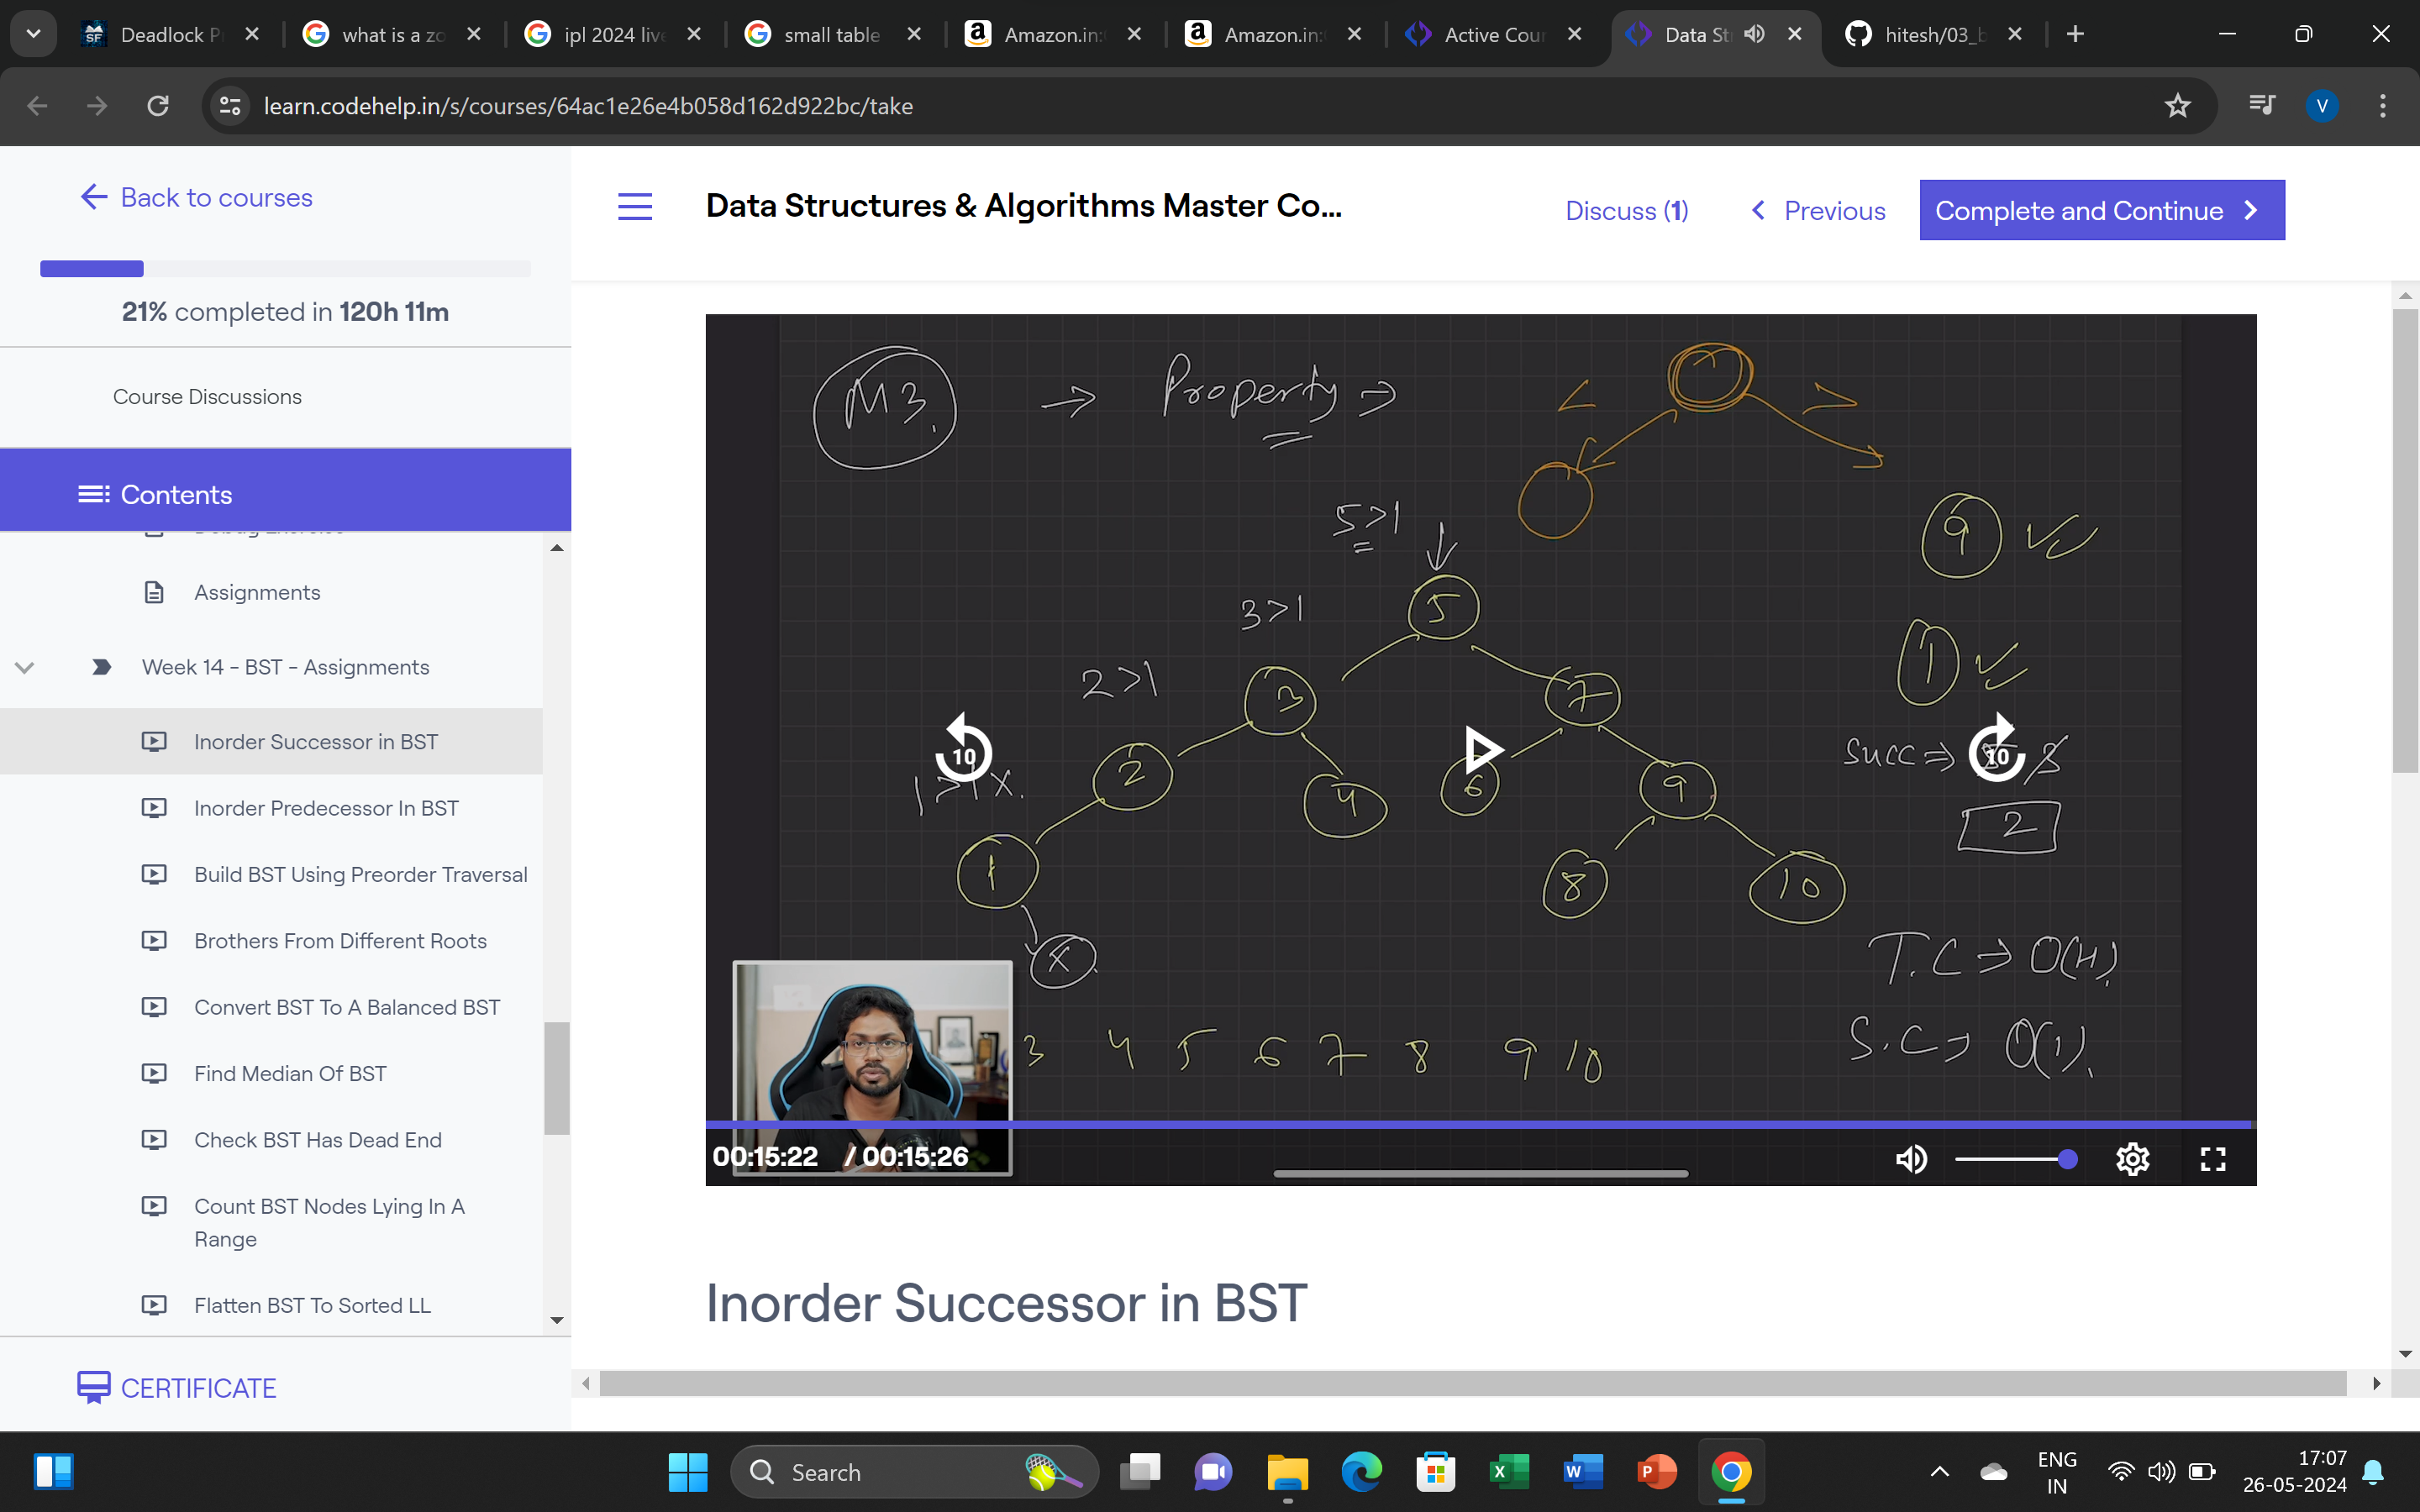 Deadlock P
what is a zo
ipl 2024 live
small table
Amazon.in:
Amazon.in:
Active Cour
Data St
hitesh/03_b
learn.codehelp.in/s/courses/64ac1e26e4b058d162d922bc/take
V
Back to courses
21% completed in 120h 11m
Course Discussions
Contents
Assignments
Week 14 - BST - Assignments
Inorder Successor in BST
Inorder Predecessor In BST
Build BST Using Preorder Traversal
Brothers From Different Roots
Convert BST To A Balanced BST
Find Median Of BST
Check BST Has Dead End
Count BST Nodes Lying In A
Range
Flatten BST To Sorted LL
CERTIFICATE
Data Structures & Algorithms Master Co...
Discuss (1)
Previous
Complete and Continue
M3 → Property ⇒
< >
5>1
9
5
3>1
1
2>1
3 7
10 10
succ ⇒ 3
1>1 x.
2 4 6 9
2
1 8 10
x
T.C ⇒ O(H)
3 4 5 6 7 8 9 10
S.C ⇒ O(1)
00:15:22 / 00:15:26
Inorder Successor in BST
Search
ENG
IN
17:07
26-05-2024